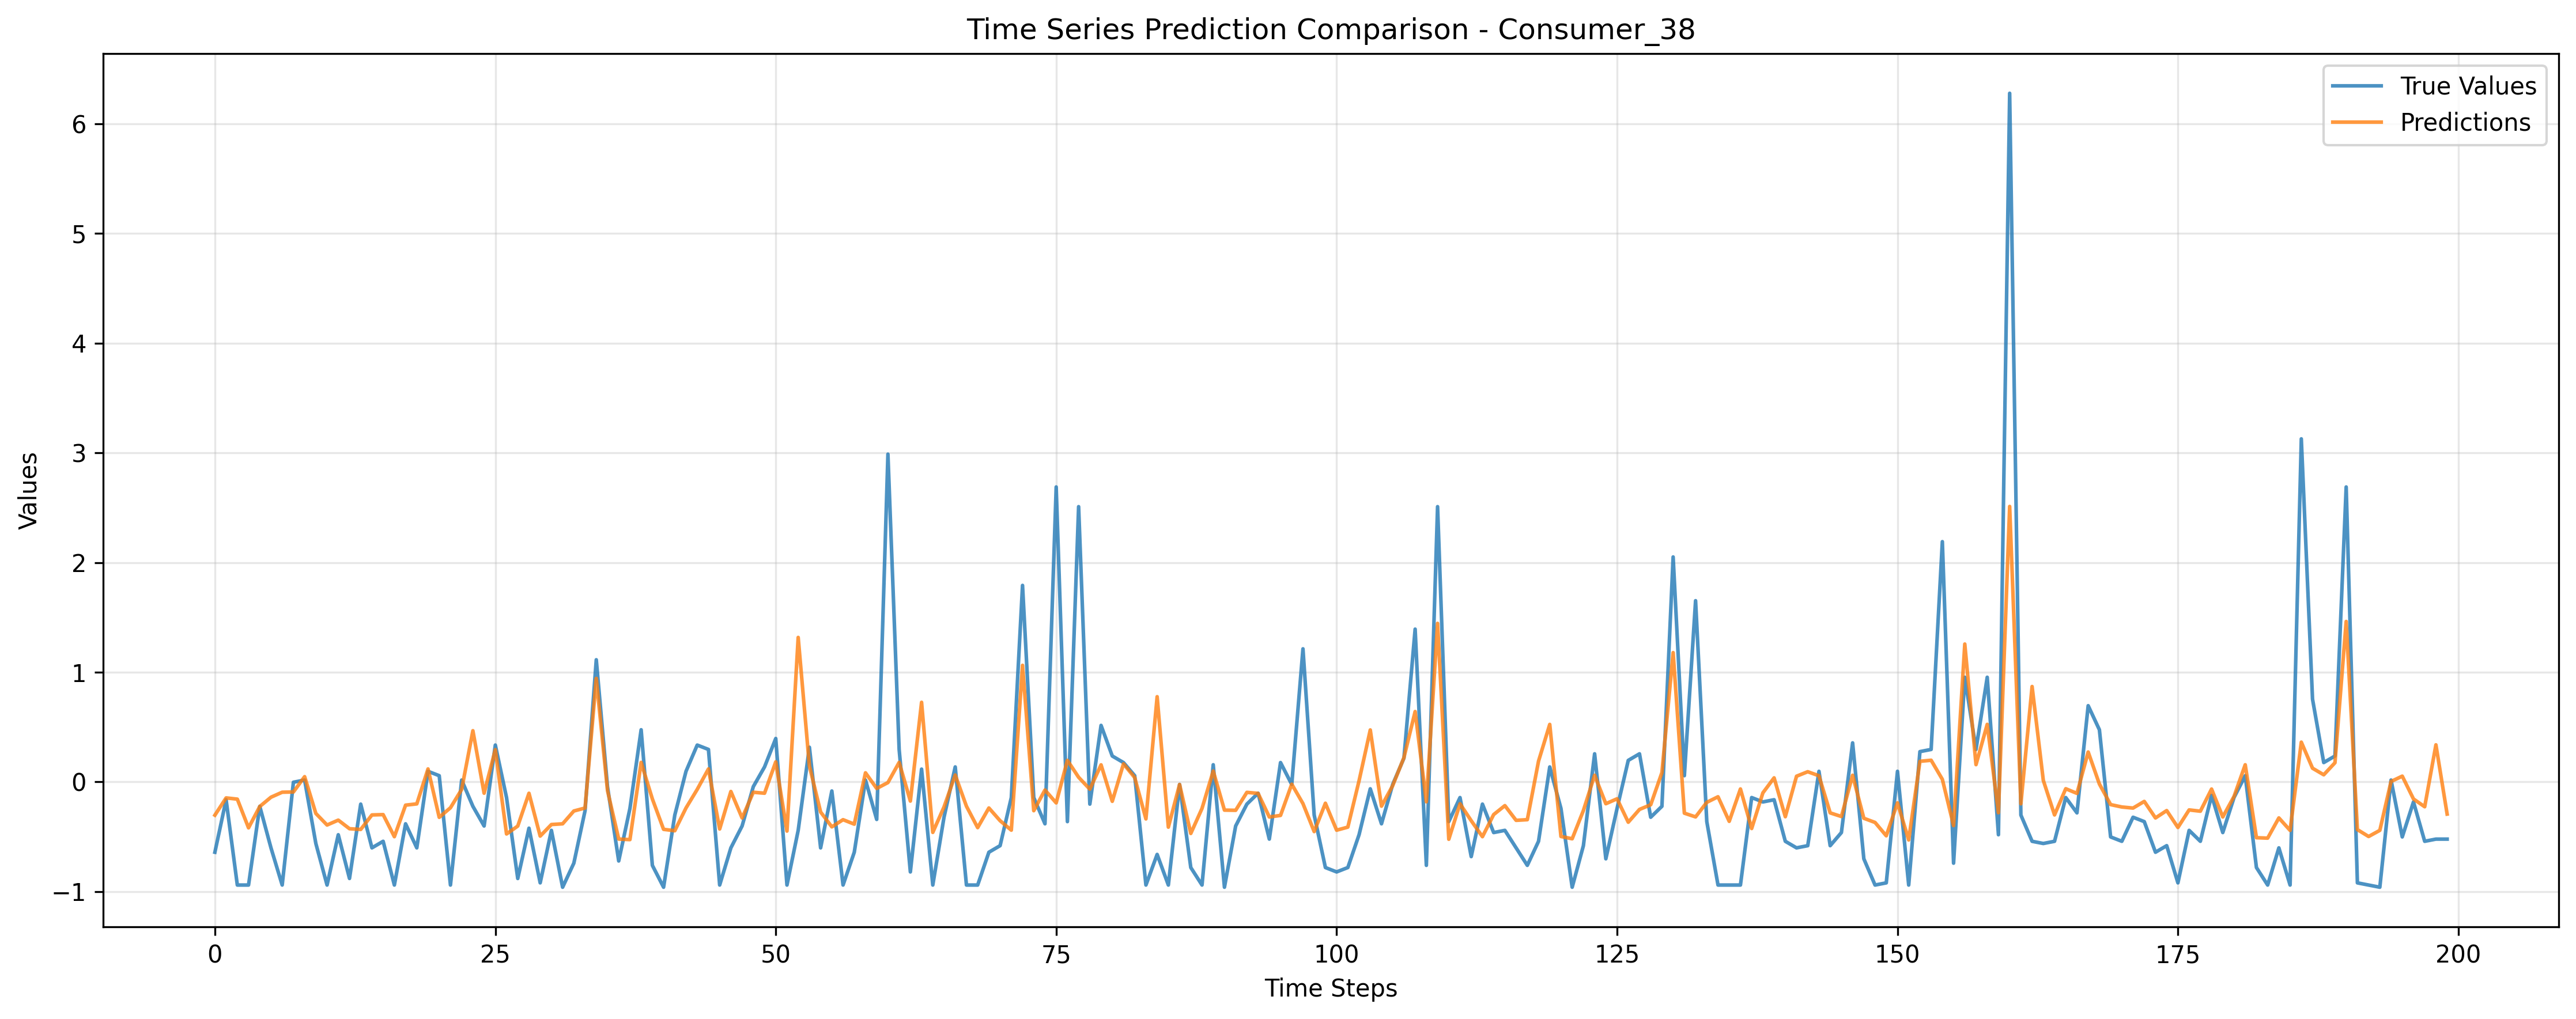 Time Series Prediction Comparison - Consumer_38
True Values
Predictions
6
5
4
3
2
1
0
−1
Values
0 25 50 75 100 125 150 175 200
Time Steps